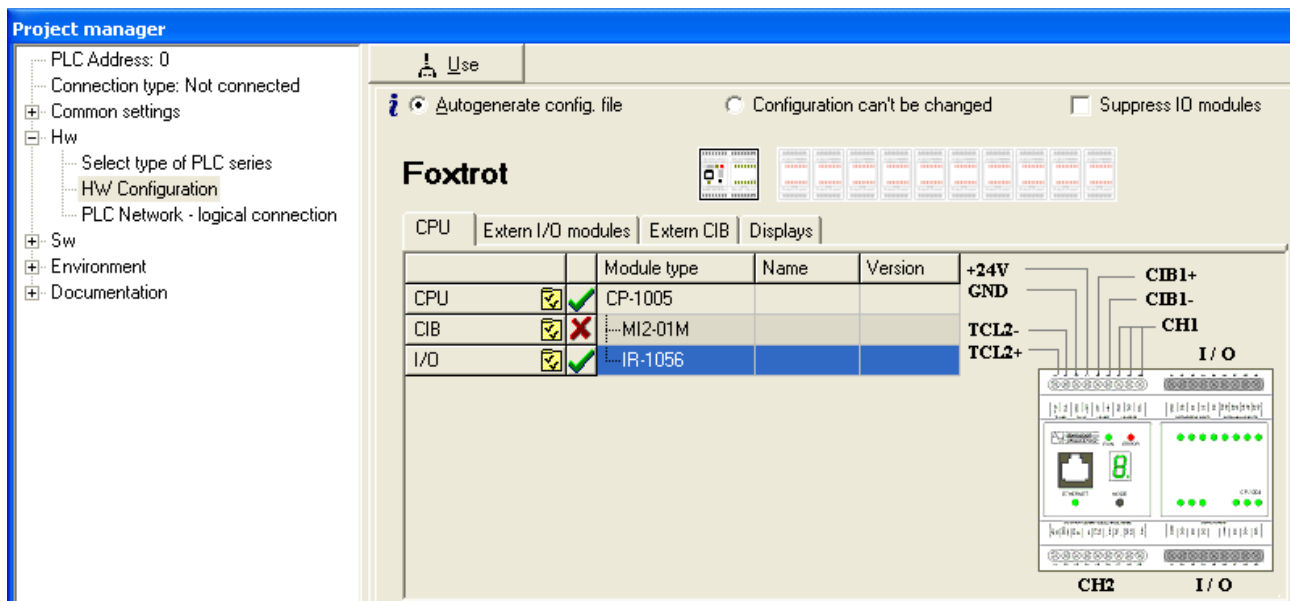 Project manager
PLC Address: 0
Connection type: Not connected
Common settings
Hw
Select type of PLC series
HW Configuration
PLC Network - logical connection
Sw
Environment
Documentation
Use
Autogenerate config. file
Configuration can't be changed
Suppress IO modules
Foxtrot
CPU
Extern I/O modules
Extern CIB
Displays
Module type Name Version
CPU CP-1005
CIB MI2-01M
I/O IR-1056
+24V
GND
TCL2-
TCL2+
CIB1+
CIB1-
CH1
I/O
8.
CH2
I/O